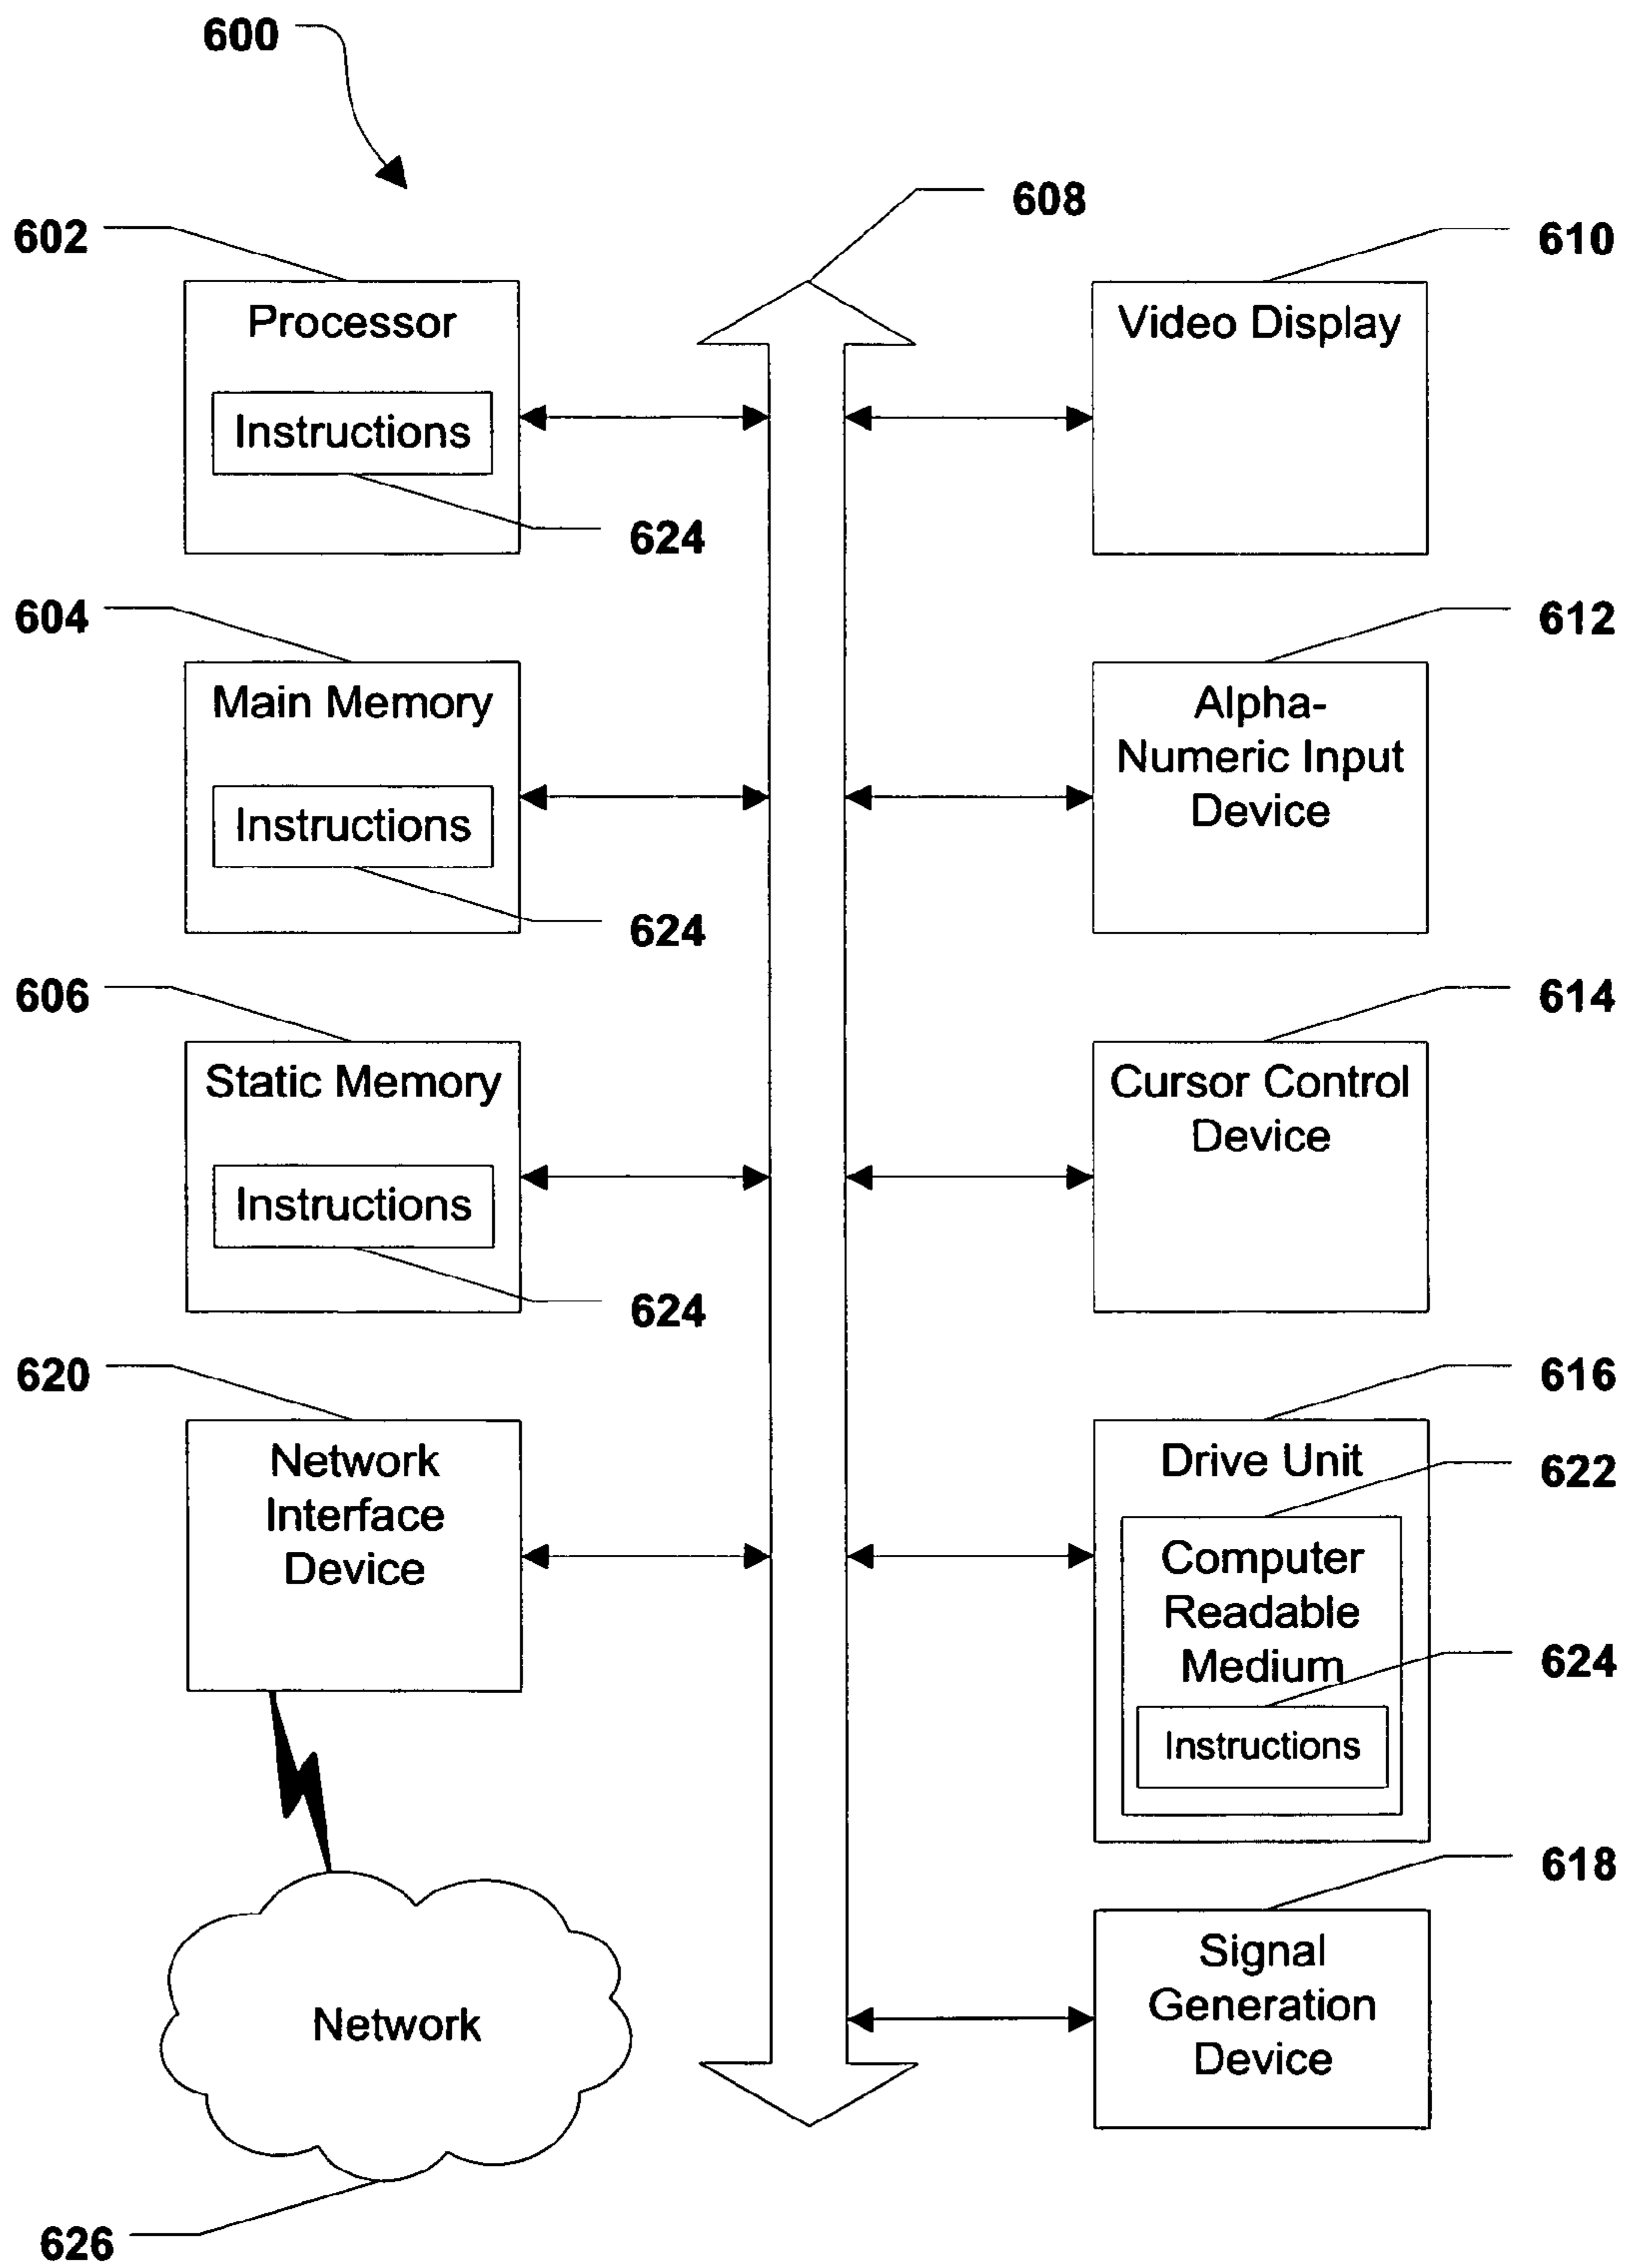 600
608
602
610
Processor
Instructions
624
Video Display
604
612
Main Memory
Instructions
624
Alpha-
Numeric Input
Device
606
614
Static Memory
Instructions
624
Cursor Control
Device
620
616
Network
Interface
Device
Drive Unit
622
Computer
Readable
Medium
624
Instructions
618
Network
Signal
Generation
Device
626